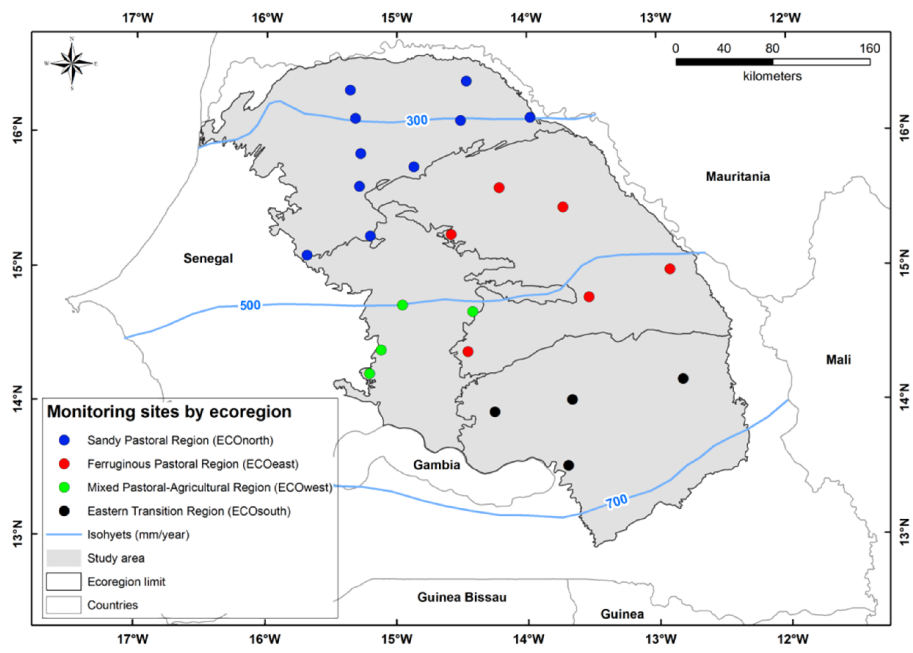 17°W 16°W 15°W 14°W 13°W 12°W
N
W E
S
0 40 80 160
kilometers
16°N 16°N
300
Mauritania
Senegal
15°N 15°N
500
Mali
14°N 14°N
Monitoring sites by ecoregion
Sandy Pastoral Region (ECOnorth)
Ferruginous Pastoral Region (ECOeast)
Mixed Pastoral-Agricultural Region (ECOwest)
Eastern Transition Region (ECOsouth)
Isohyets (mm/year)
Study area
Ecoregion limit
Countries
Gambia
700
13°N 13°N
Guinea Bissau
Guinea
17°W 16°W 15°W 14°W 13°W 12°W